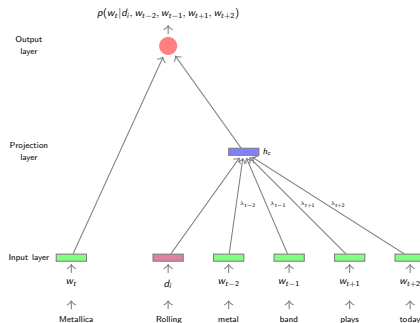 p(w_t|d_i, w_{t−2}, w_{t−1}, w_{t+1}, w_{t+2})
Output
layer
Projection
layer
h_c
λ_{t−2} λ_{t−1} λ_{t+1} λ_{t+2}
Input layer
w_t d_i w_{t−2} w_{t−1} w_{t+1} w_{t+2}
Metallica Rolling metal band plays today